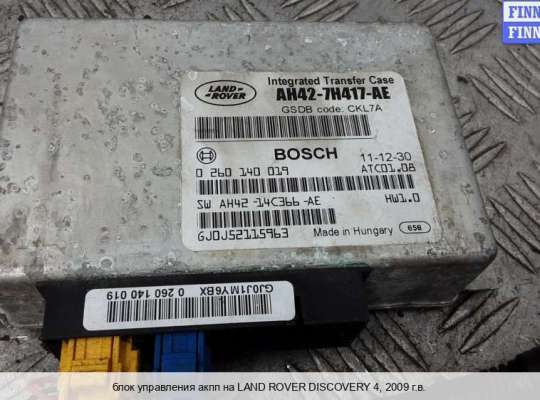 FINN
FINN
LAND-
ROVER
Integrated Transfer Case
AH42-7H417-AE
GSDB code: CKL7A
BOSCH
11-12-30
0 260 140 019
ATC01.08
SW AH42 -14C366 -AE
HW1.0
GJ0J52115963
Made in Hungary
65B
GJ0J1MY6BX
0 260 140 019
блок управления акпп на LAND ROVER DISCOVERY 4, 2009 г.в.